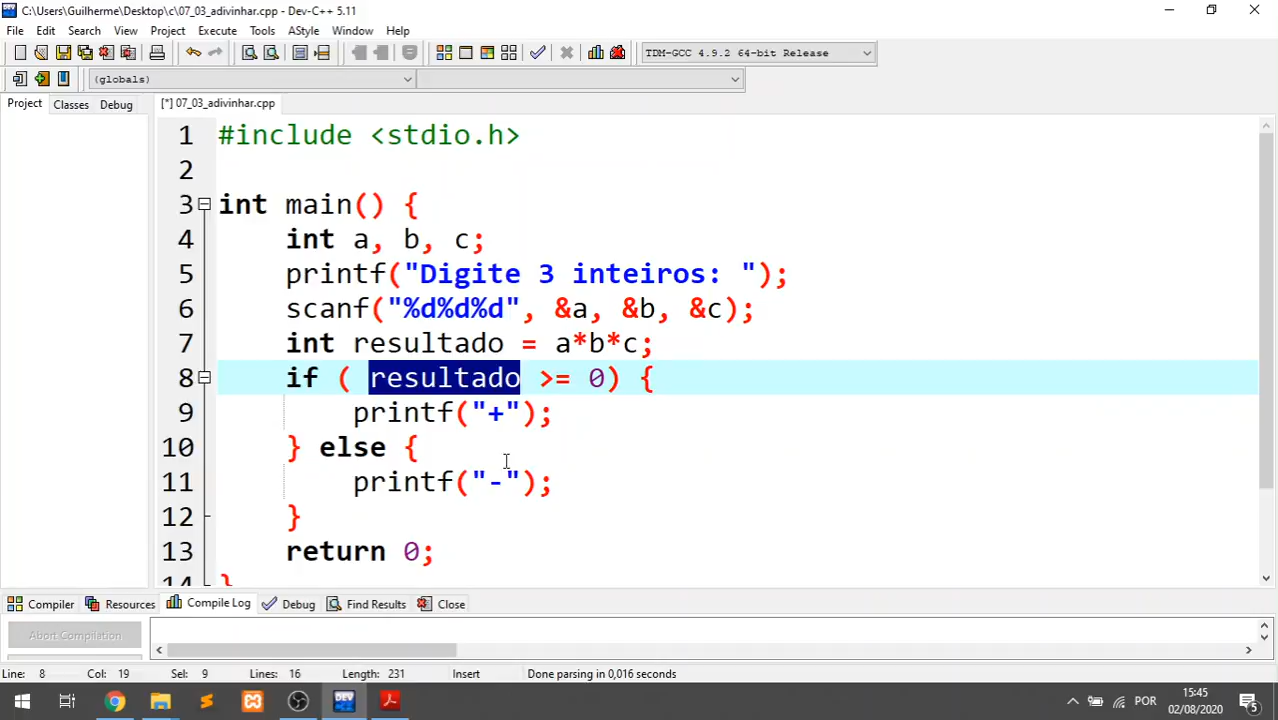 C:\Users\Guilherme\Desktop\c\07_03_adivinhar.cpp - Dev-C++ 5.11
File Edit Search View Project Execute Tools AStyle Window Help
TDM-GCC 4.9.2 64-bit Release
(globals)
Project Classes Debug [*] 07_03_adivinhar.cpp
1 #include <stdio.h>
2
3 int main() {
4 int a, b, c;
5 printf("Digite 3 inteiros: ");
6 scanf("%d%d%d", &a, &b, &c);
7 int resultado = a*b*c;
8 if ( resultado >= 0) {
9 printf("+");
10 } else {
11 printf("-");
12 }
13 return 0;
14 }
Compiler Resources Compile Log Debug Find Results Close
Abort Compilation
Line: 8 Col: 19 Sel: 9 Lines: 16 Length: 231 Insert Done parsing in 0,016 seconds
DEV POR 15:45
02/08/2020 5